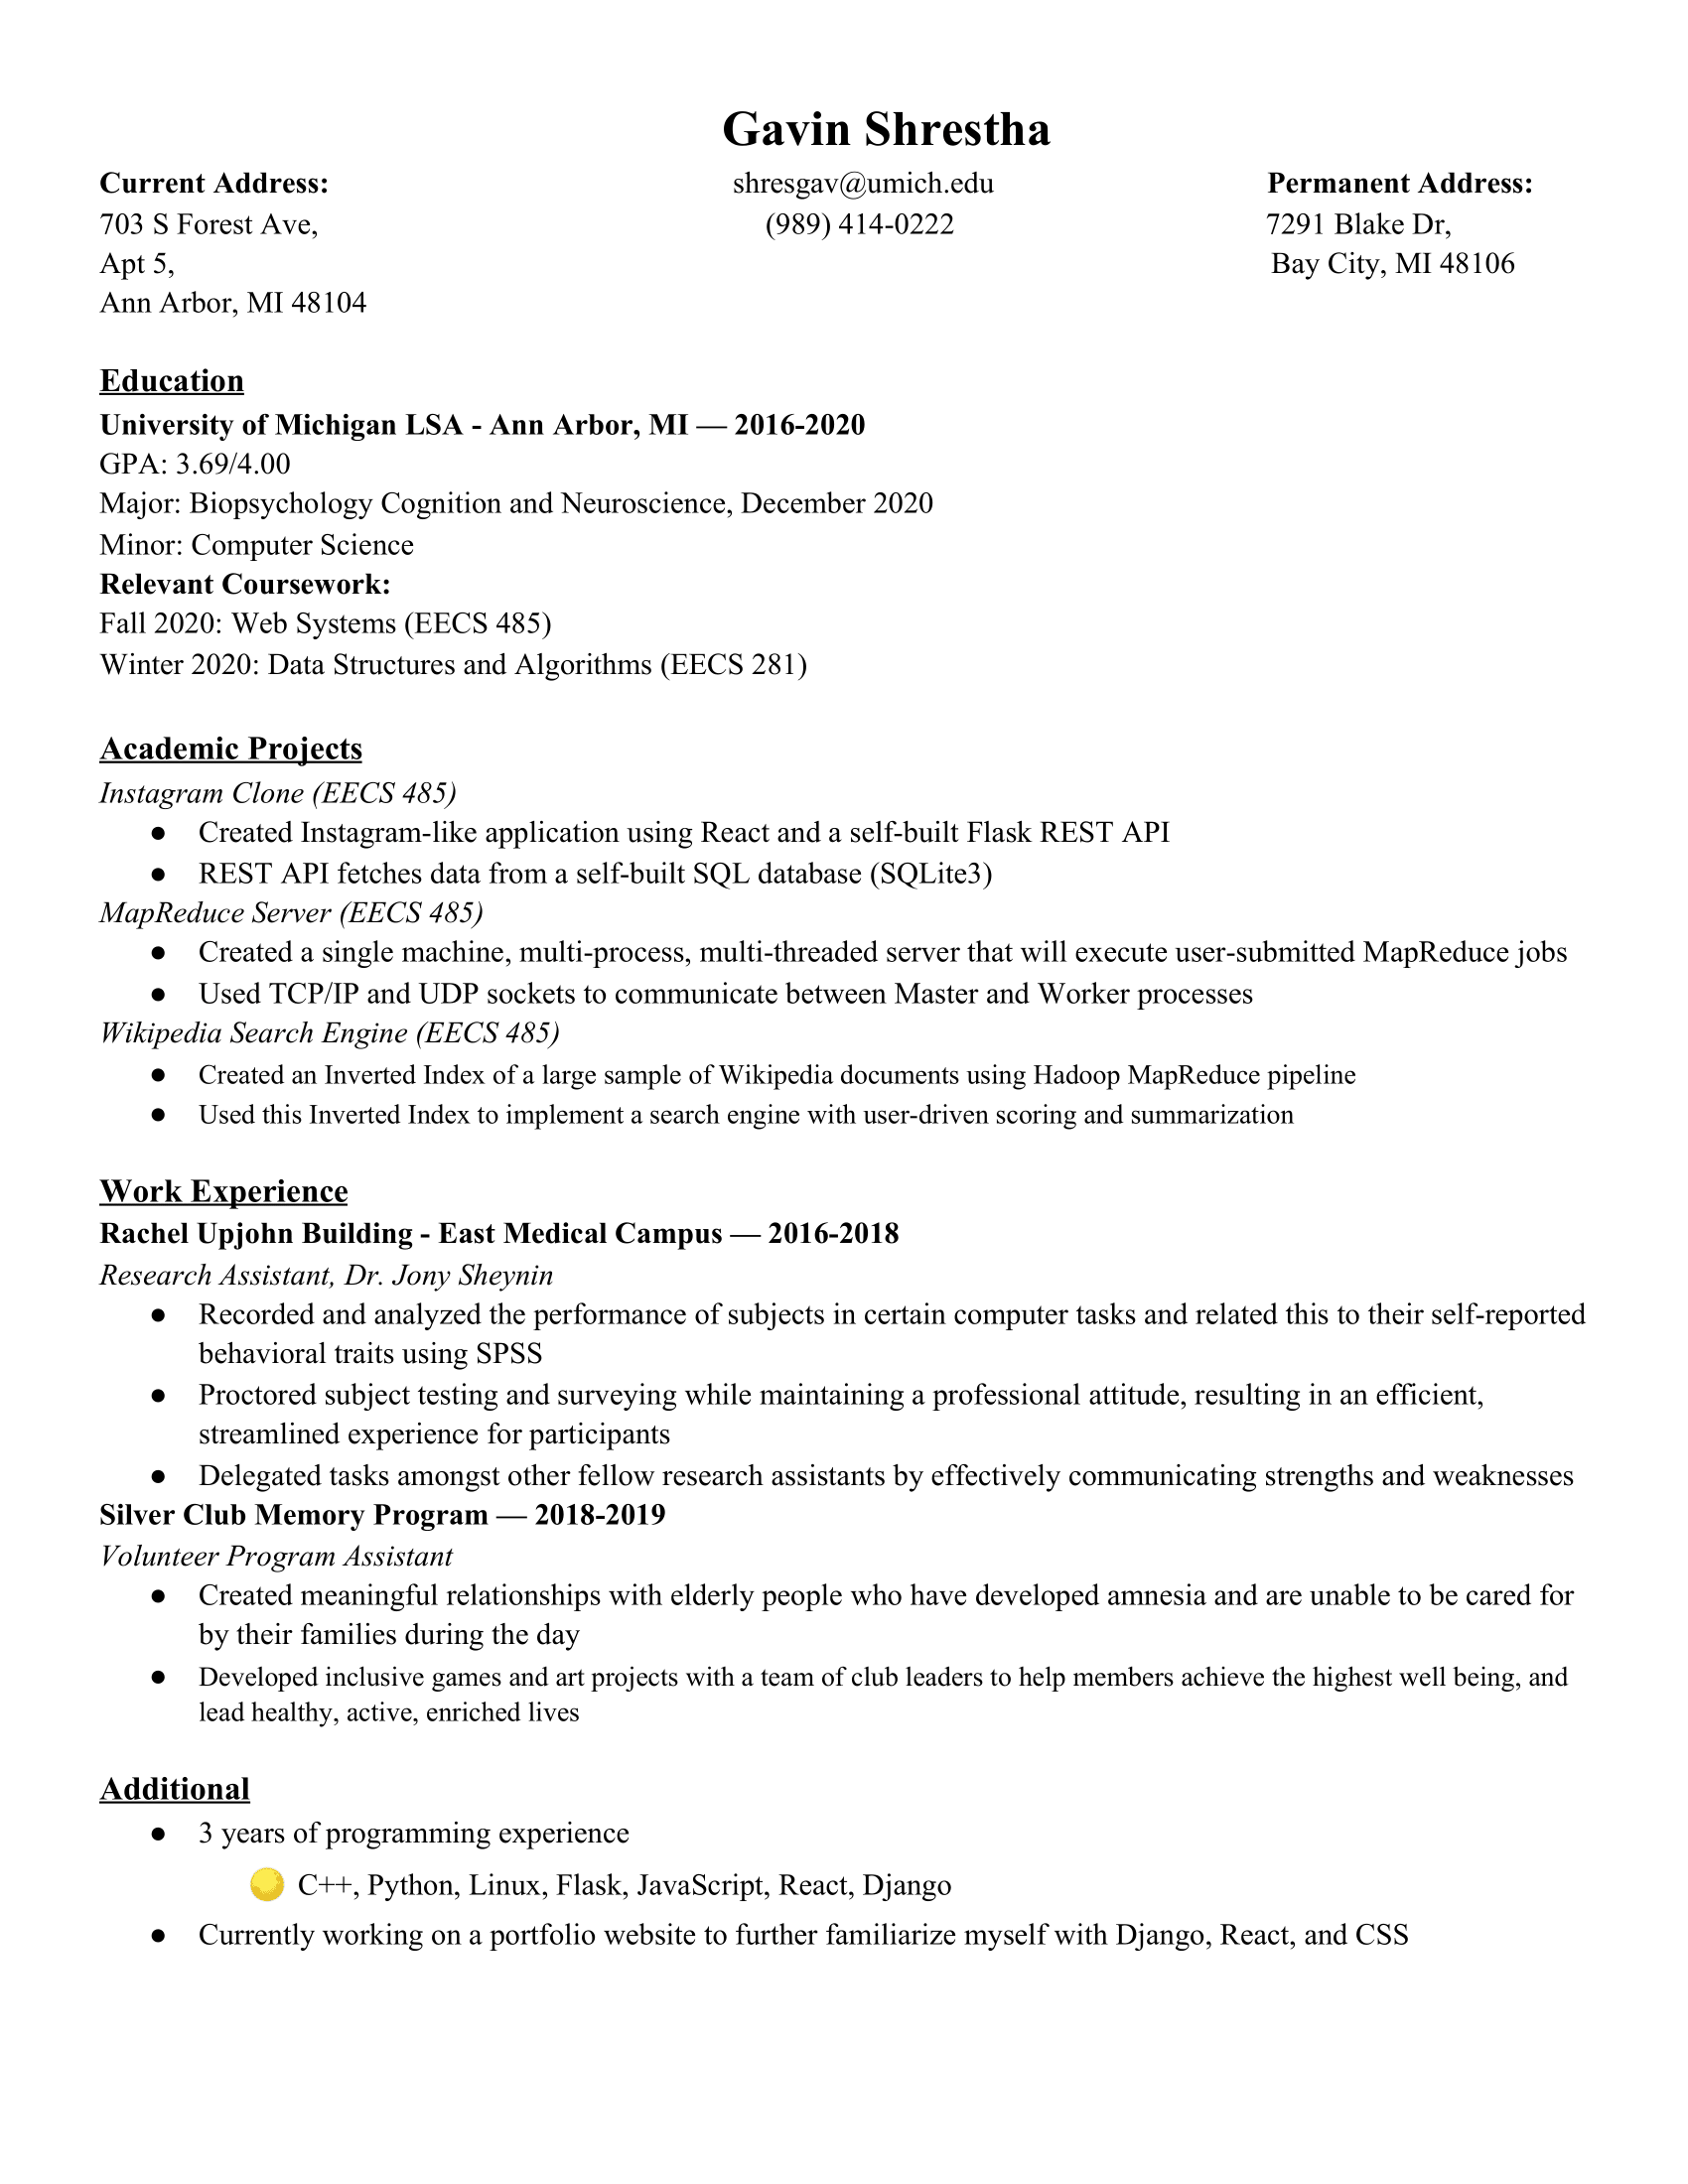 Gavin Shrestha
Current Address: shresgav@umich.edu Permanent Address:
703 S Forest Ave, (989) 414-0222 7291 Blake Dr,
Apt 5, Bay City, MI 48106
Ann Arbor, MI 48104
Education
University of Michigan LSA - Ann Arbor, MI — 2016-2020
GPA: 3.69/4.00
Major: Biopsychology Cognition and Neuroscience, December 2020
Minor: Computer Science
Relevant Coursework:
Fall 2020: Web Systems (EECS 485)
Winter 2020: Data Structures and Algorithms (EECS 281)
Academic Projects
Instagram Clone (EECS 485)
● Created Instagram-like application using React and a self-built Flask REST API
● REST API fetches data from a self-built SQL database (SQLite3)
MapReduce Server (EECS 485)
● Created a single machine, multi-process, multi-threaded server that will execute user-submitted MapReduce jobs
● Used TCP/IP and UDP sockets to communicate between Master and Worker processes
Wikipedia Search Engine (EECS 485)
● Created an Inverted Index of a large sample of Wikipedia documents using Hadoop MapReduce pipeline
● Used this Inverted Index to implement a search engine with user-driven scoring and summarization
Work Experience
Rachel Upjohn Building - East Medical Campus — 2016-2018
Research Assistant, Dr. Jony Sheynin
● Recorded and analyzed the performance of subjects in certain computer tasks and related this to their self-reported
behavioral traits using SPSS
● Proctored subject testing and surveying while maintaining a professional attitude, resulting in an efficient,
streamlined experience for participants
● Delegated tasks amongst other fellow research assistants by effectively communicating strengths and weaknesses
Silver Club Memory Program — 2018-2019
Volunteer Program Assistant
● Created meaningful relationships with elderly people who have developed amnesia and are unable to be cared for
by their families during the day
● Developed inclusive games and art projects with a team of club leaders to help members achieve the highest well being, and
lead healthy, active, enriched lives
Additional
● 3 years of programming experience
C++, Python, Linux, Flask, JavaScript, React, Django
● Currently working on a portfolio website to further familiarize myself with Django, React, and CSS